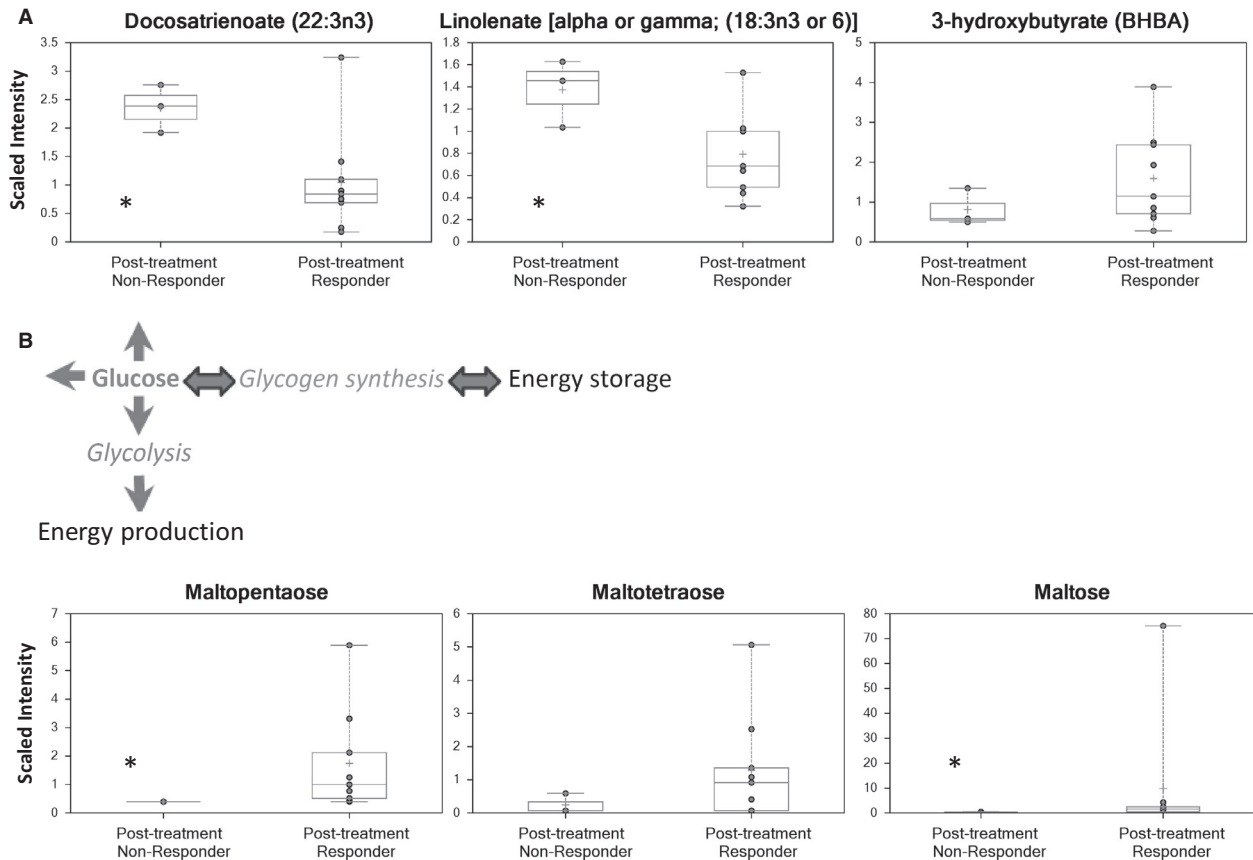 A
Docosatrienoate (22:3n3)
Linolenate [alpha or gamma; (18:3n3 or 6)]
3-hydroxybutyrate (BHBA)
Scaled Intensity
3.5
3
2.5
2
1.5
1
0.5
0
*
Post-treatment
Non-Responder
Post-treatment
Responder
1.8
1.6
1.4
1.2
1
0.8
0.6
0.4
0.2
0
*
Post-treatment
Non-Responder
Post-treatment
Responder
5
4
3
2
1
0
Post-treatment
Non-Responder
Post-treatment
Responder
B
Glucose
Glycogen synthesis
Energy storage
Glycolysis
Energy production
Maltopentaose
Maltotetraose
Maltose
Scaled Intensity
7
6
5
4
3
2
1
0
*
Post-treatment
Non-Responder
Post-treatment
Responder
6
5
4
3
2
1
0
Post-treatment
Non-Responder
Post-treatment
Responder
80
70
60
50
40
30
20
10
0
*
Post-treatment
Non-Responder
Post-treatment
Responder